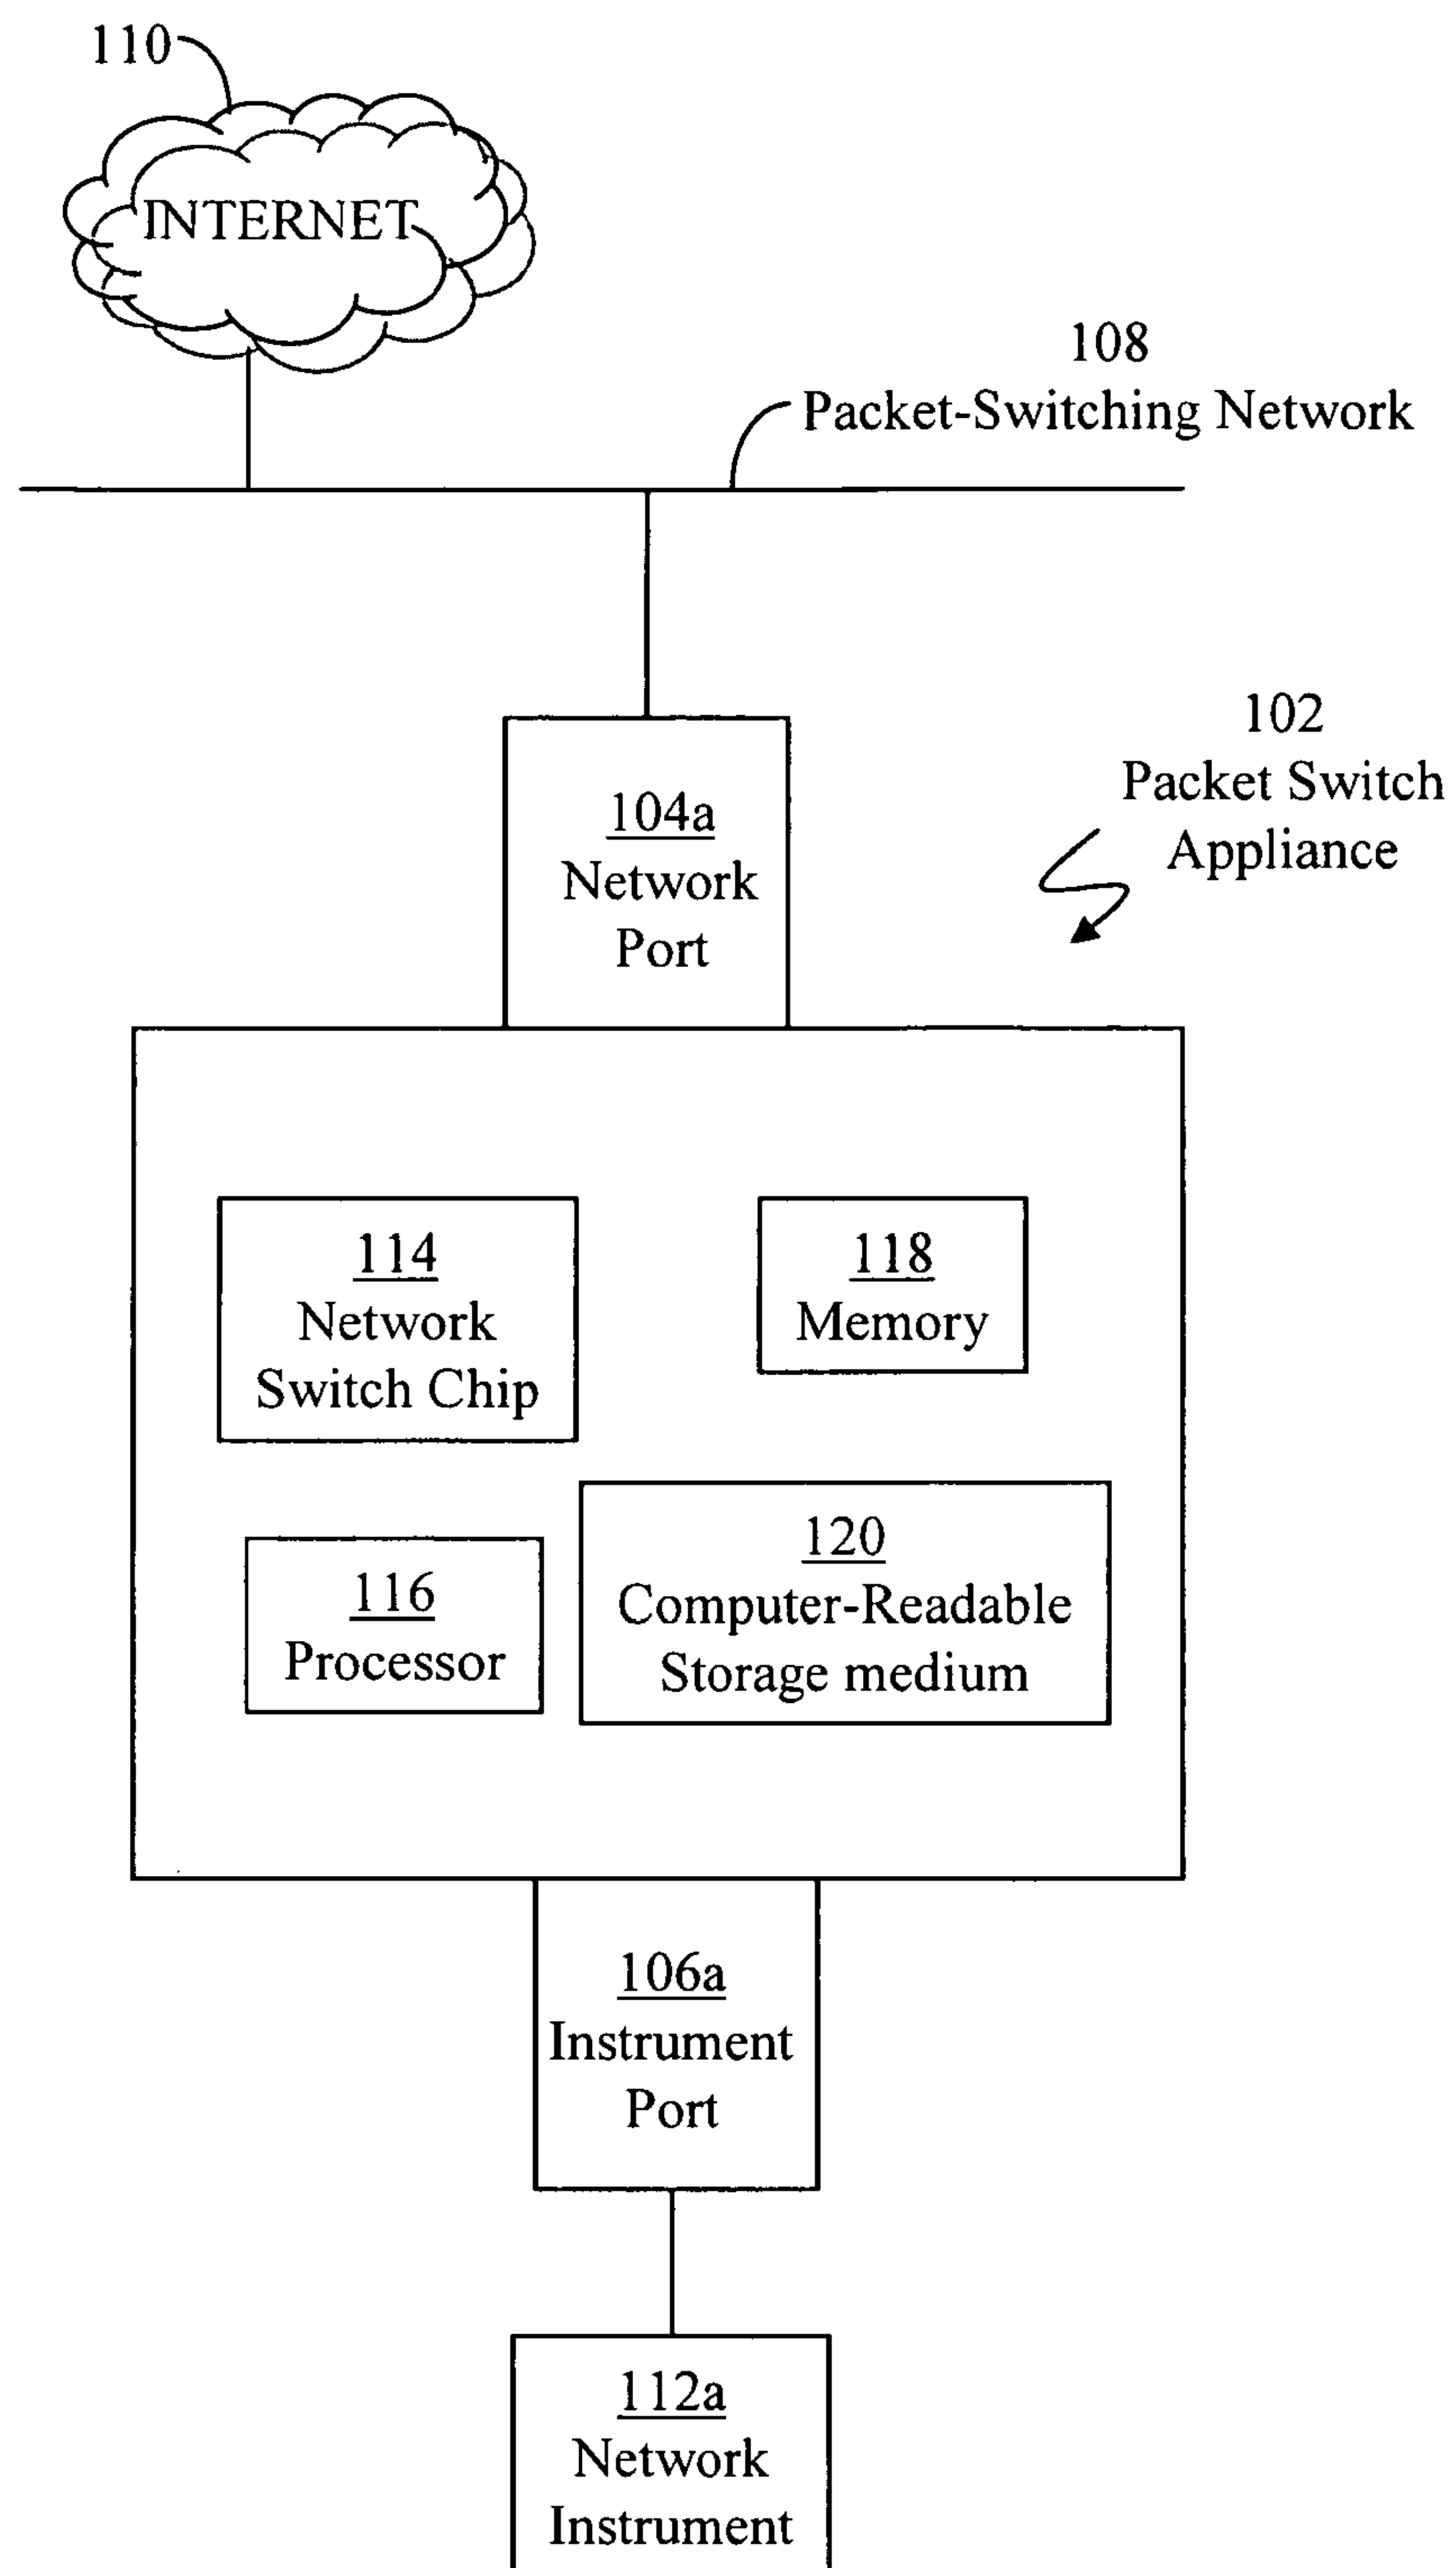 110
INTERNET
108
Packet-Switching Network
102
Packet Switch
Appliance
104a
Network
Port
114
Network
Switch Chip
118
Memory
116
Processor
120
Computer-Readable
Storage medium
106a
Instrument
Port
112a
Network
Instrument